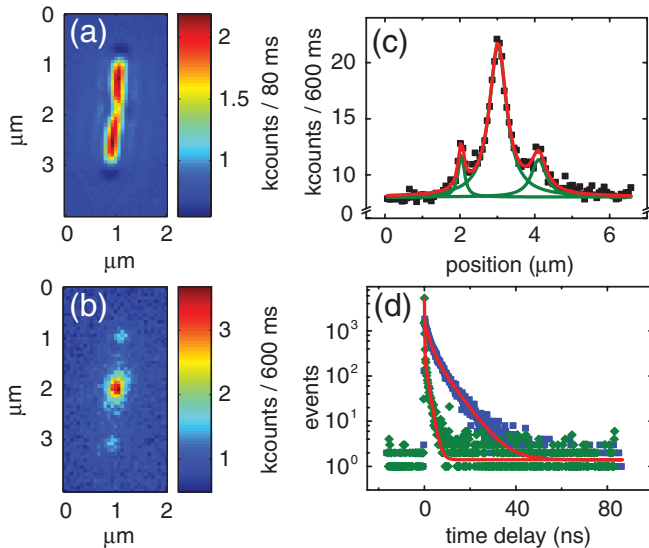 (a)
0
1
2
3
μm
0 1 2
μm
2
1.5
1
kcounts / 80 ms
(b)
0
1
2
3
μm
0 1 2
μm
3
2
1
kcounts / 600 ms
(c)
20
15
10
0
kcounts / 600 ms
0 2 4 6
position (μm)
(d)
10³
10²
10¹
10⁰
events
0 40 80
time delay (ns)